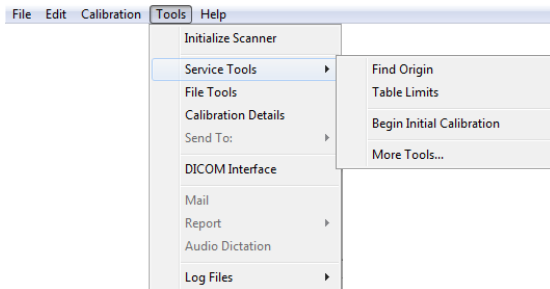 File Edit Calibration Tools Help
Initialize Scanner
Service Tools
Find Origin
File Tools
Table Limits
Calibration Details
Begin Initial Calibration
Send To:
More Tools...
DICOM Interface
Mail
Report
Audio Dictation
Log Files